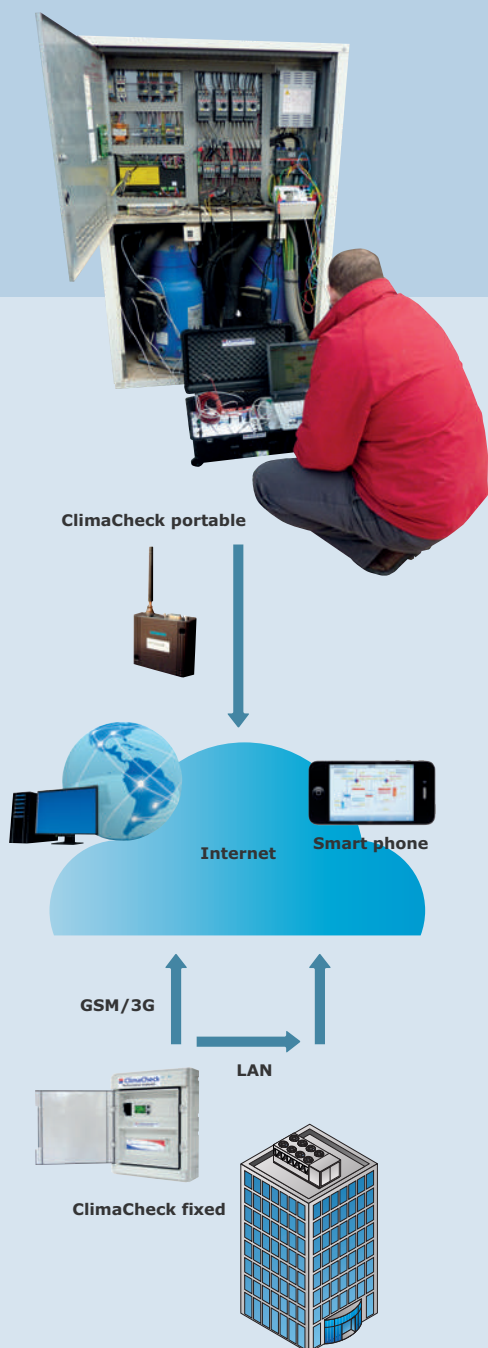 ClimaCheck portable
Internet
Smart phone
GSM/3G
LAN
ClimaCheck
ClimaCheck fixed